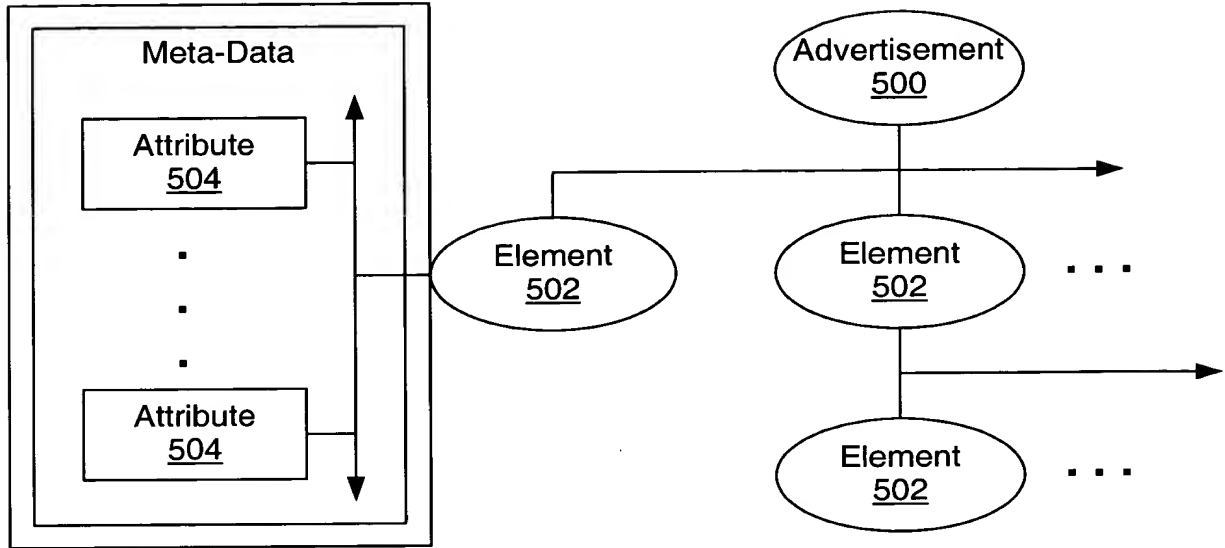 Meta-Data
Attribute
504
Attribute
504
Advertisement
500
Element
502
Element
502
Element
502